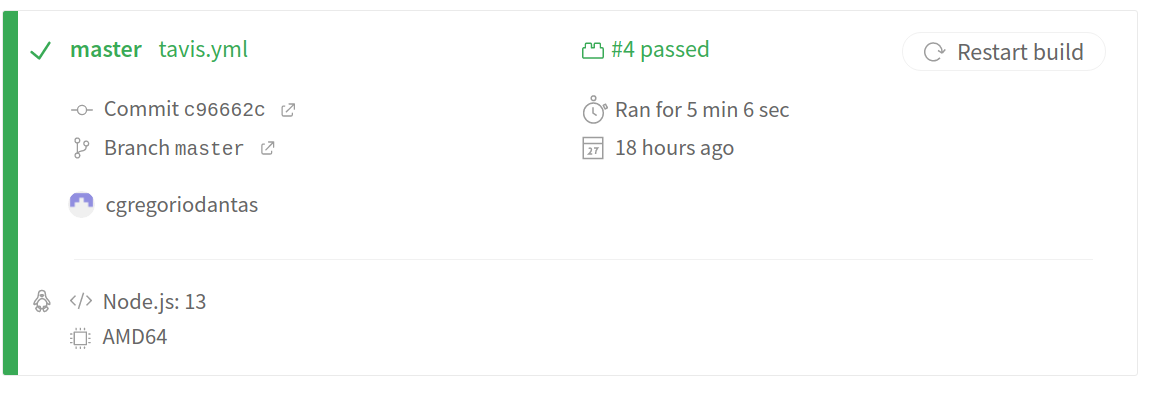 master tavis.yml
#4 passed
Restart build
Commit c96662c
Ran for 5 min 6 sec
Branch master
27
18 hours ago
cgregoriodantas
</> Node.js: 13
AMD64